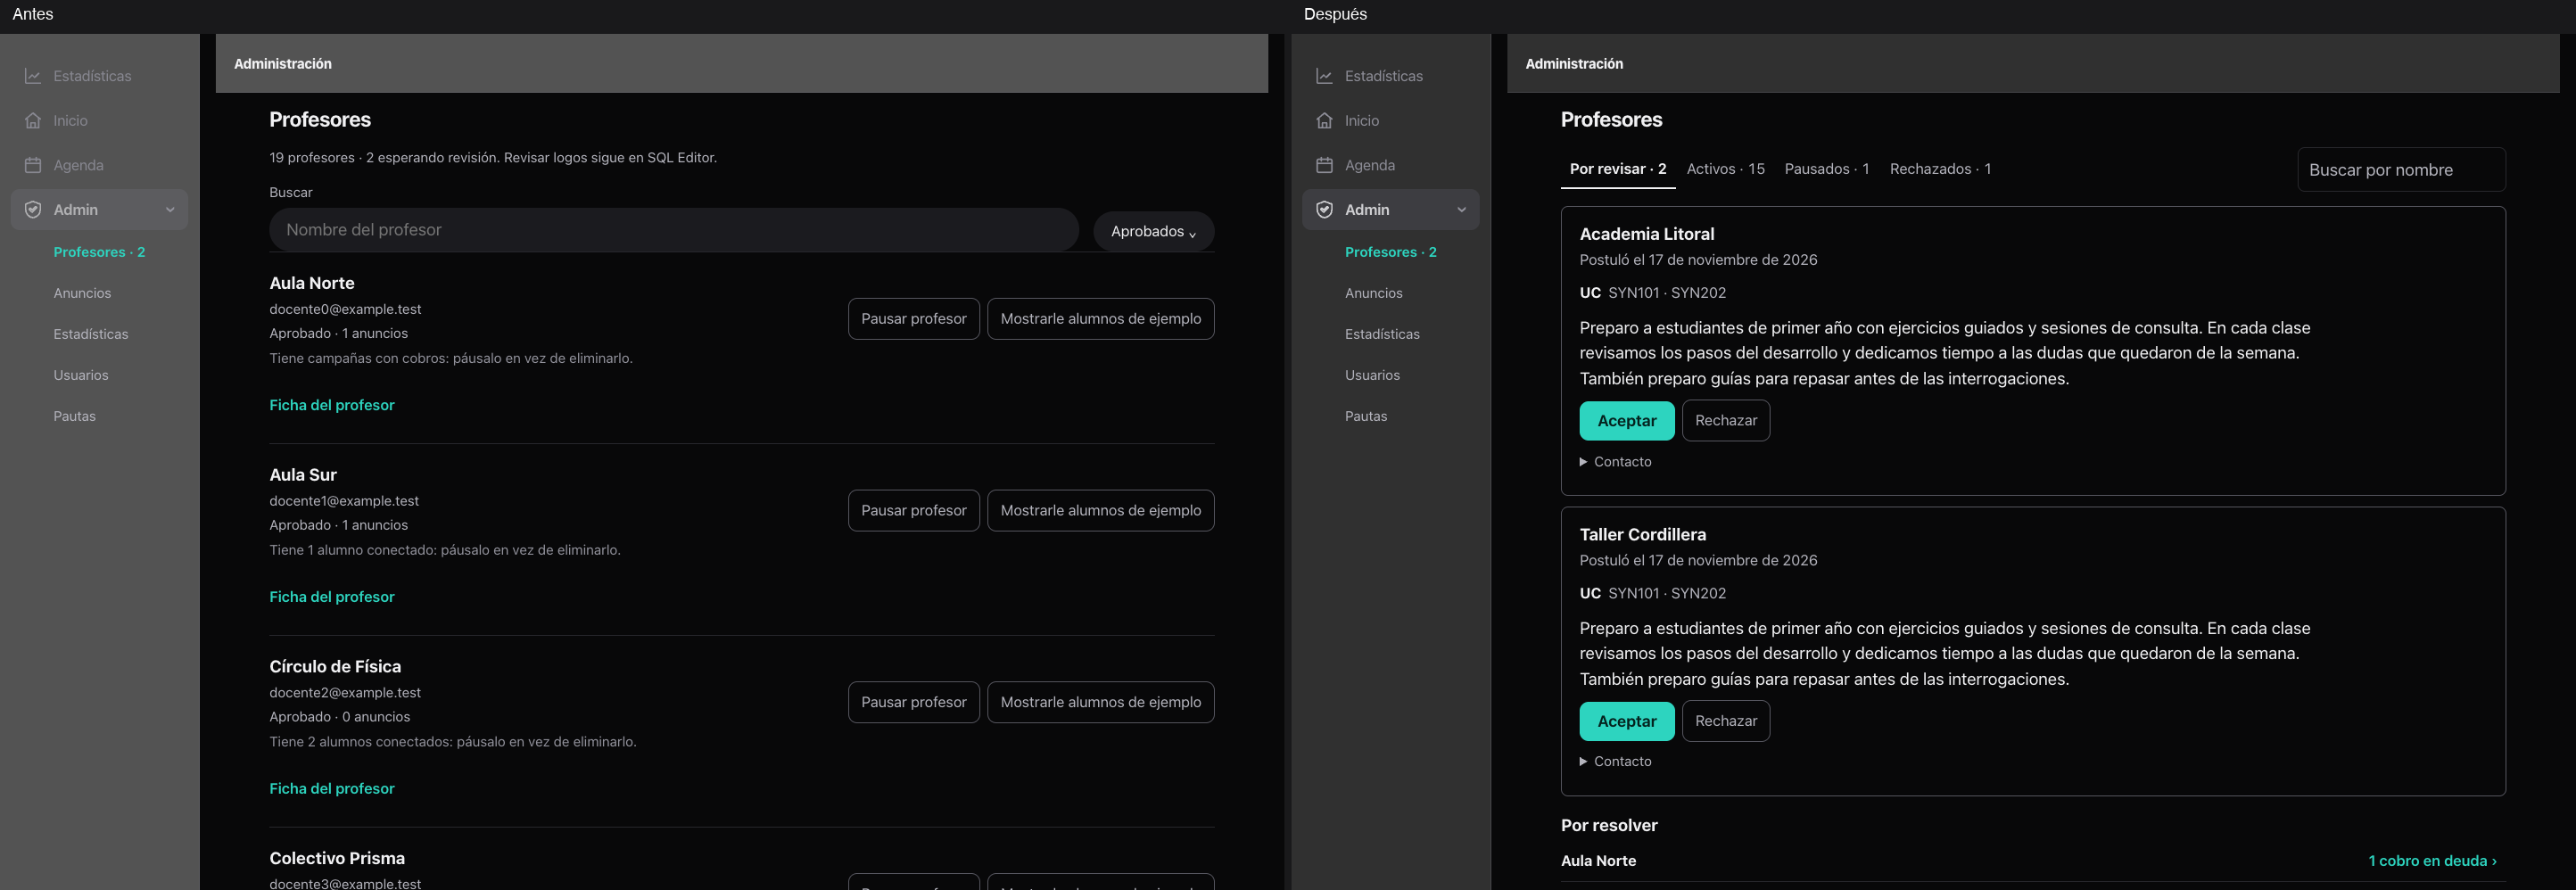 Antes
Estadísticas
Inicio
Agenda
Admin
Profesores · 2
Anuncios
Estadísticas
Usuarios
Pautas
Administración
Profesores
19 profesores · 2 esperando revisión. Revisar logos sigue en SQL Editor.
Buscar
Nombre del profesor
Aprobados
Aula Norte
docente0@example.test
Aprobado · 1 anuncios
Tiene campañas con cobros: páusalo en vez de eliminarlo.
Pausar profesor
Mostrarle alumnos de ejemplo
Ficha del profesor
Aula Sur
docente1@example.test
Aprobado · 1 anuncios
Tiene 1 alumno conectado: páusalo en vez de eliminarlo.
Pausar profesor
Mostrarle alumnos de ejemplo
Ficha del profesor
Círculo de Física
docente2@example.test
Aprobado · 0 anuncios
Tiene 2 alumnos conectados: páusalo en vez de eliminarlo.
Pausar profesor
Mostrarle alumnos de ejemplo
Ficha del profesor
Colectivo Prisma
docente3@example.test
Después
Estadísticas
Inicio
Agenda
Admin
Profesores · 2
Anuncios
Estadísticas
Usuarios
Pautas
Administración
Profesores
Por revisar · 2
Activos · 15
Pausados · 1
Rechazados · 1
Buscar por nombre
Academia Litoral
Postuló el 17 de noviembre de 2026
UC SYN101 · SYN202
Preparo a estudiantes de primer año con ejercicios guiados y sesiones de consulta. En cada clase
revisamos los pasos del desarrollo y dedicamos tiempo a las dudas que quedaron de la semana.
También preparo guías para repasar antes de las interrogaciones.
Aceptar
Rechazar
Contacto
Taller Cordillera
Postuló el 17 de noviembre de 2026
UC SYN101 · SYN202
Preparo a estudiantes de primer año con ejercicios guiados y sesiones de consulta. En cada clase
revisamos los pasos del desarrollo y dedicamos tiempo a las dudas que quedaron de la semana.
También preparo guías para repasar antes de las interrogaciones.
Aceptar
Rechazar
Contacto
Por resolver
Aula Norte
1 cobro en deuda ›